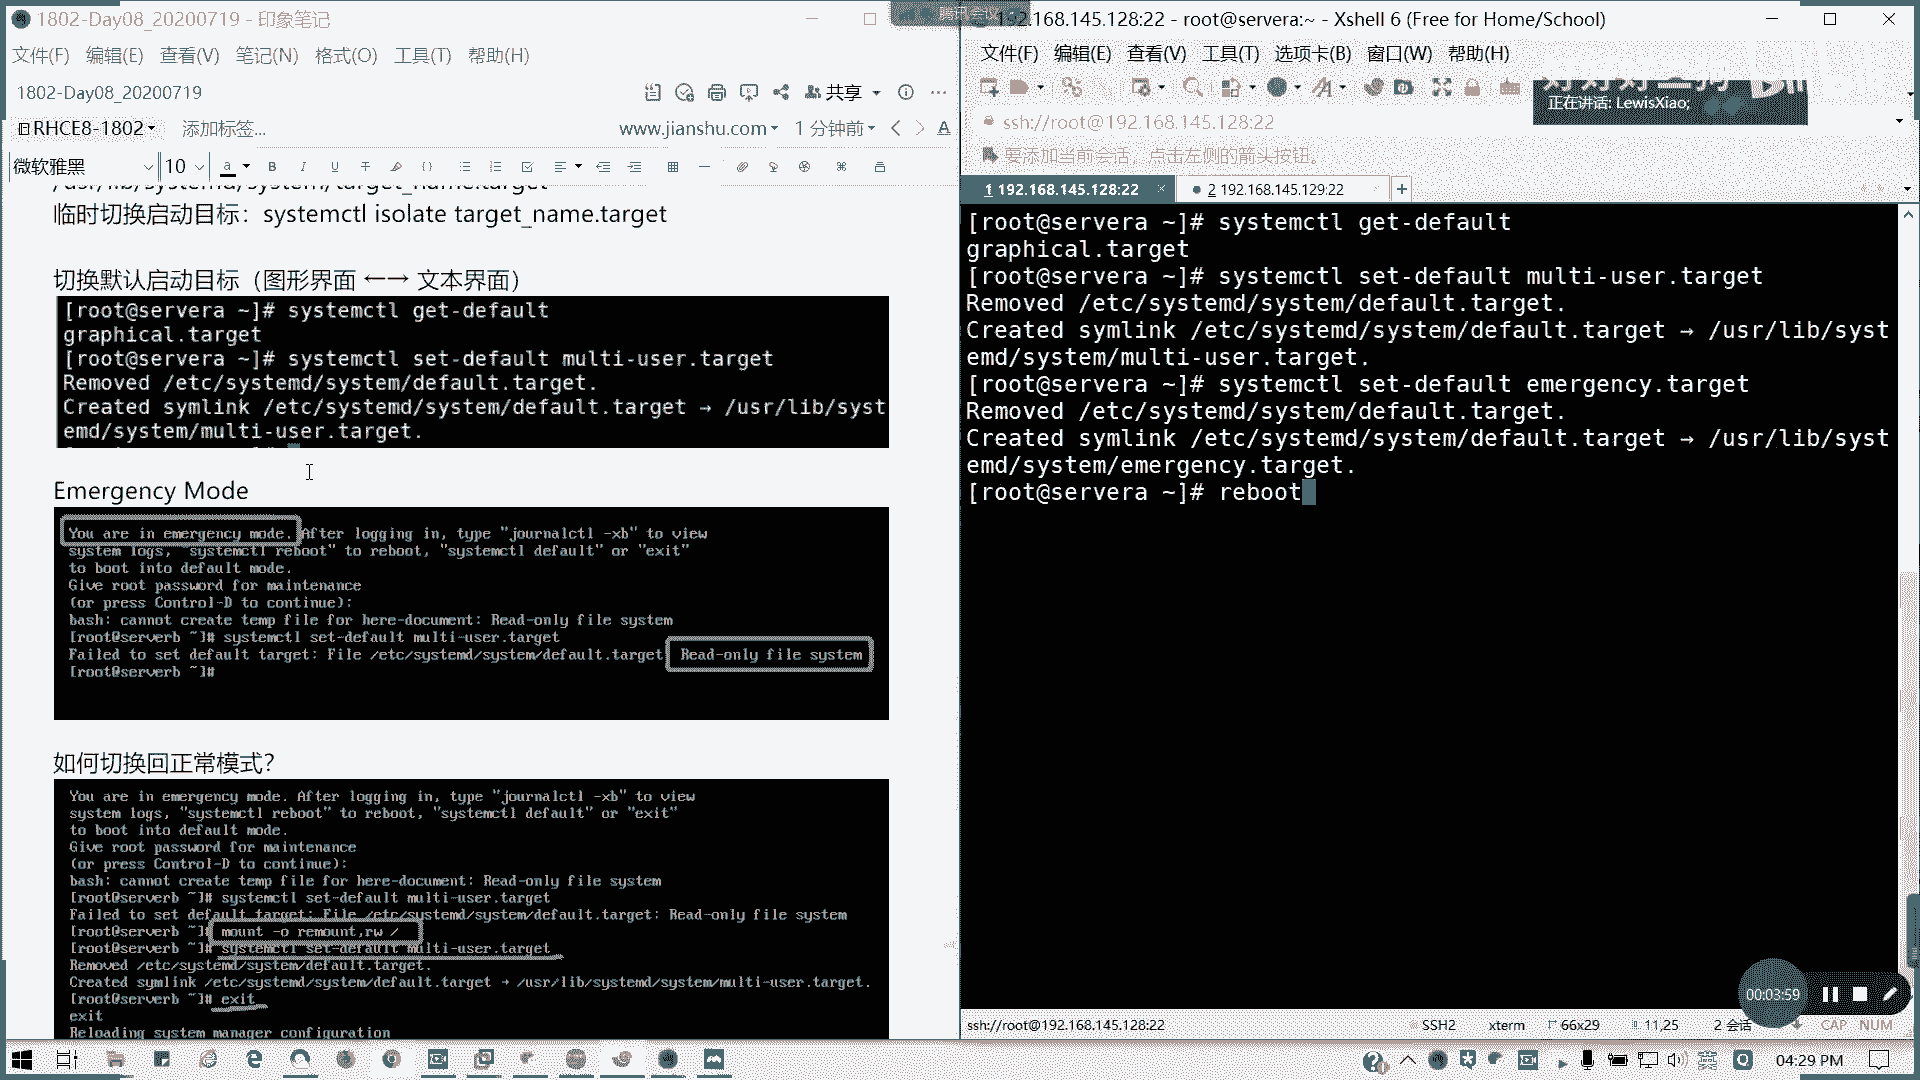 1802-Day08_20200719 - 印象笔记
文件(F) 编辑(E) 查看(V) 笔记(N) 格式(O) 工具(T) 帮助(H)
1802-Day08_20200719
共享
RHCE8-1802 添加标签...
www.jianshu.com 1 分钟前
微软雅黑 10
/usr/lib/systemd/system/target_name.target
临时切换启动目标：systemctl isolate target_name.target
切换默认启动目标（图形界面 ←→ 文本界面）
[root@servera ~]# systemctl get-default
graphical.target
[root@servera ~]# systemctl set-default multi-user.target
Removed /etc/systemd/system/default.target.
Created symlink /etc/systemd/system/default.target → /usr/lib/syst
emd/system/multi-user.target.
Emergency Mode
You are in emergency mode. After logging in, type "journalctl -xb" to view
system logs, "systemctl reboot" to reboot, "systemctl default" or "exit"
to boot into default mode.
Give root password for maintenance
(or press Control-D to continue):
bash: cannot create temp file for here-document: Read-only file system
[root@serverb ~]# systemctl set-default multi-user.target
Failed to set default target: File /etc/systemd/system/default.target: Read-only file system
[root@serverb ~]#
如何切换回正常模式?
You are in emergency mode. After logging in, type "journalctl -xb" to view
system logs, "systemctl reboot" to reboot, "systemctl default" or "exit"
to boot into default mode.
Give root password for maintenance
(or press Control-D to continue):
bash: cannot create temp file for here-document: Read-only file system
[root@serverb ~]# systemctl set-default multi-user.target
Failed to set default target: File /etc/systemd/system/default.target: Read-only file system
[root@serverb ~]# mount -o remount,rw /
[root@serverb ~]# systemctl set-default multi-user.target
Removed /etc/systemd/system/default.target.
Created symlink /etc/systemd/system/default.target → /usr/lib/systemd/system/multi-user.target.
[root@serverb ~]# exit
exit
Reloading system manager configuration
腾讯会议
192.168.145.128:22 - root@servera:~ - Xshell 6 (Free for Home/School)
文件(F) 编辑(E) 查看(V) 工具(T) 选项卡(B) 窗口(W) 帮助(H)
正在讲话: LewisXiao;
ssh://root@192.168.145.128:22
要添加当前会话，点击左侧的箭头按钮。
1 192.168.145.128:22
2 192.168.145.129:22
[root@servera ~]# systemctl get-default
graphical.target
[root@servera ~]# systemctl set-default multi-user.target
Removed /etc/systemd/system/default.target.
Created symlink /etc/systemd/system/default.target → /usr/lib/syst
emd/system/multi-user.target.
[root@servera ~]# systemctl set-default emergency.target
Removed /etc/systemd/system/default.target.
Created symlink /etc/systemd/system/default.target → /usr/lib/syst
emd/system/emergency.target.
[root@servera ~]# reboot
00:03:59
ssh://root@192.168.145.128:22 SSH2 xterm 66x29 11,25 2 会话 CAP NUM
英 04:29 PM